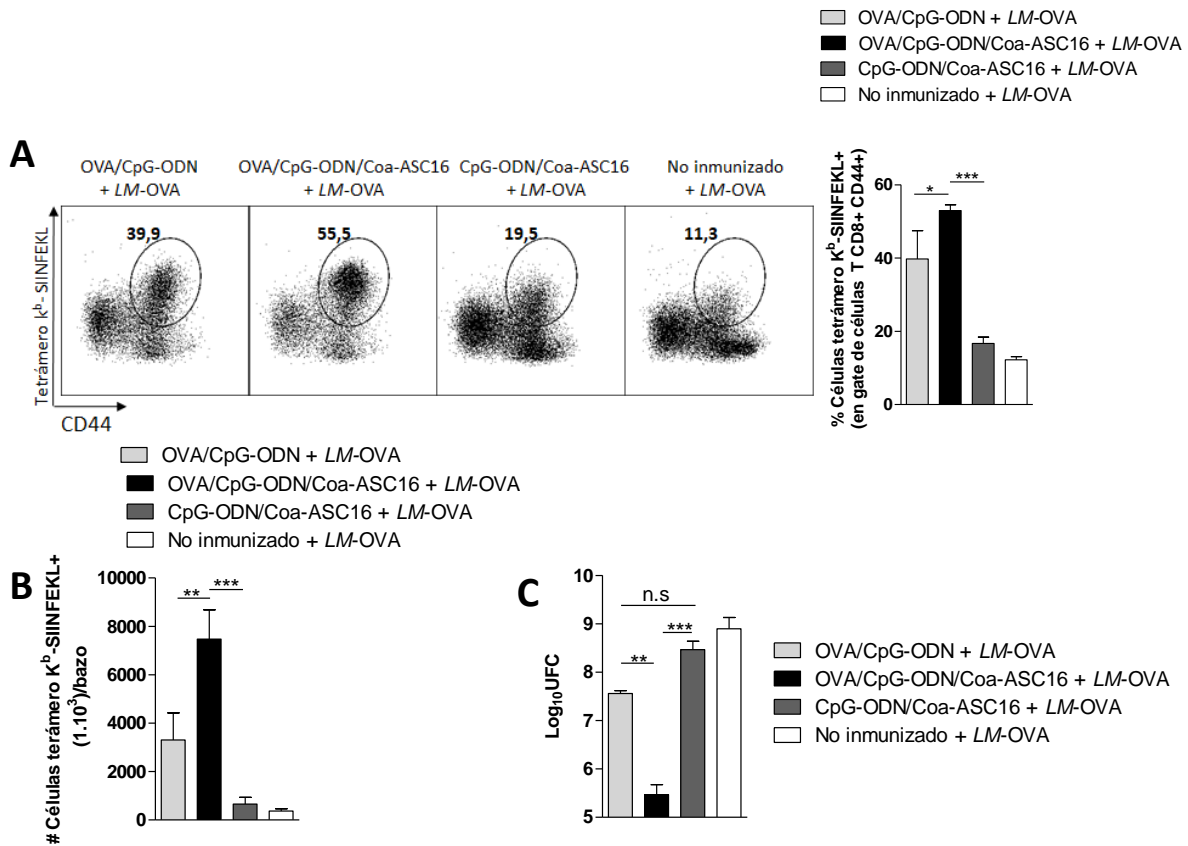 OVA/CpG-ODN + LM-OVA
OVA/CpG-ODN/Coa-ASC16 + LM-OVA
CpG-ODN/Coa-ASC16 + LM-OVA
No inmunizado + LM-OVA
A
OVA/CpG-ODN
+ LM-OVA
OVA/CpG-ODN/Coa-ASC16
+ LM-OVA
CpG-ODN/Coa-ASC16
+ LM-OVA
No inmunizado
+ LM-OVA
39,9
55,5
19,5
11,3
Tetrámero Kᵇ- SIINFEKL
CD44
% Células tetrámero Kᵇ-SIINFEKL+
(en gate de células T CD8+ CD44+)
60
40
20
0
*
***
OVA/CpG-ODN + LM-OVA
OVA/CpG-ODN/Coa-ASC16 + LM-OVA
CpG-ODN/Coa-ASC16 + LM-OVA
No inmunizado + LM-OVA
B
# Células terámero Kᵇ-SIINFEKL+
(1.10³)/bazo
10000
8000
6000
4000
2000
0
**
***
C
Log₁₀UFC
10
9
8
7
6
5
n.s
***
**
OVA/CpG-ODN + LM-OVA
OVA/CpG-ODN/Coa-ASC16 + LM-OVA
CpG-ODN/Coa-ASC16 + LM-OVA
No inmunizado + LM-OVA